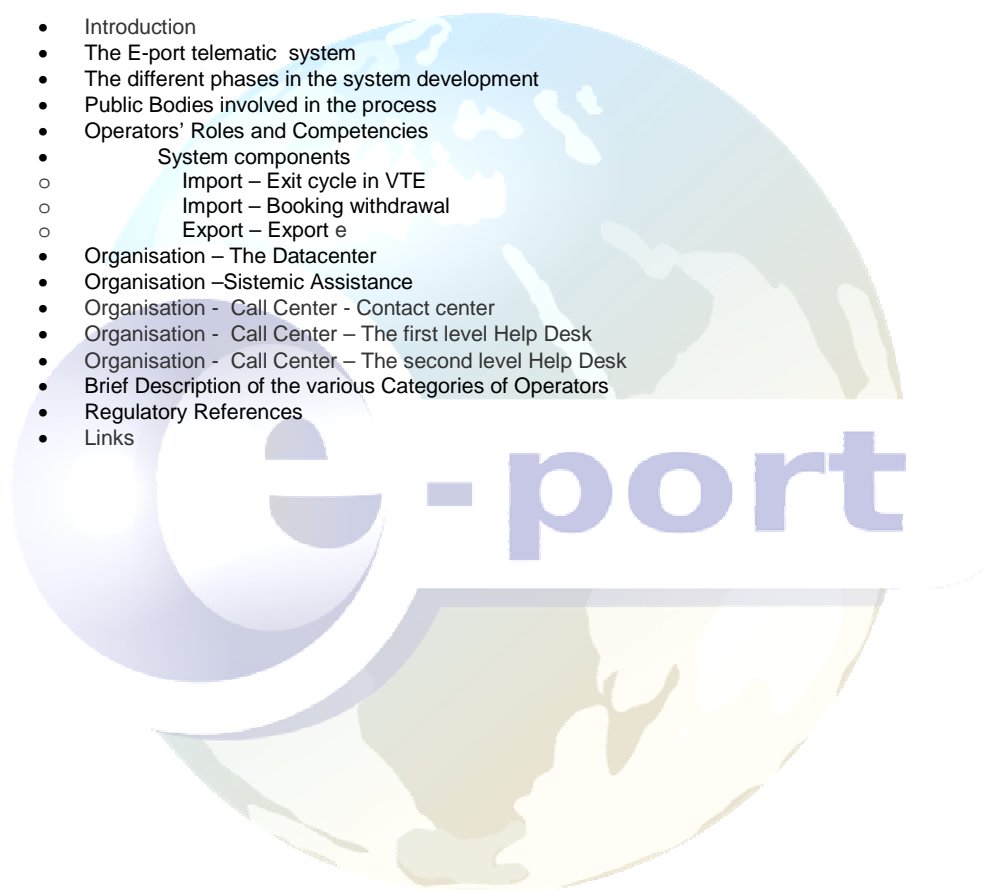 • Introduction
• The E-port telematic system
• The different phases in the system development
• Public Bodies involved in the process
• Operators’ Roles and Competencies
• System components
o Import – Exit cycle in VTE
o Import – Booking withdrawal
o Export – Export e
• Organisation – The Datacenter
• Organisation –Sistemic Assistance
• Organisation - Call Center - Contact center
• Organisation - Call Center – The first level Help Desk
• Organisation - Call Center – The second level Help Desk
• Brief Description of the various Categories of Operators
• Regulatory References
• Links
e-port